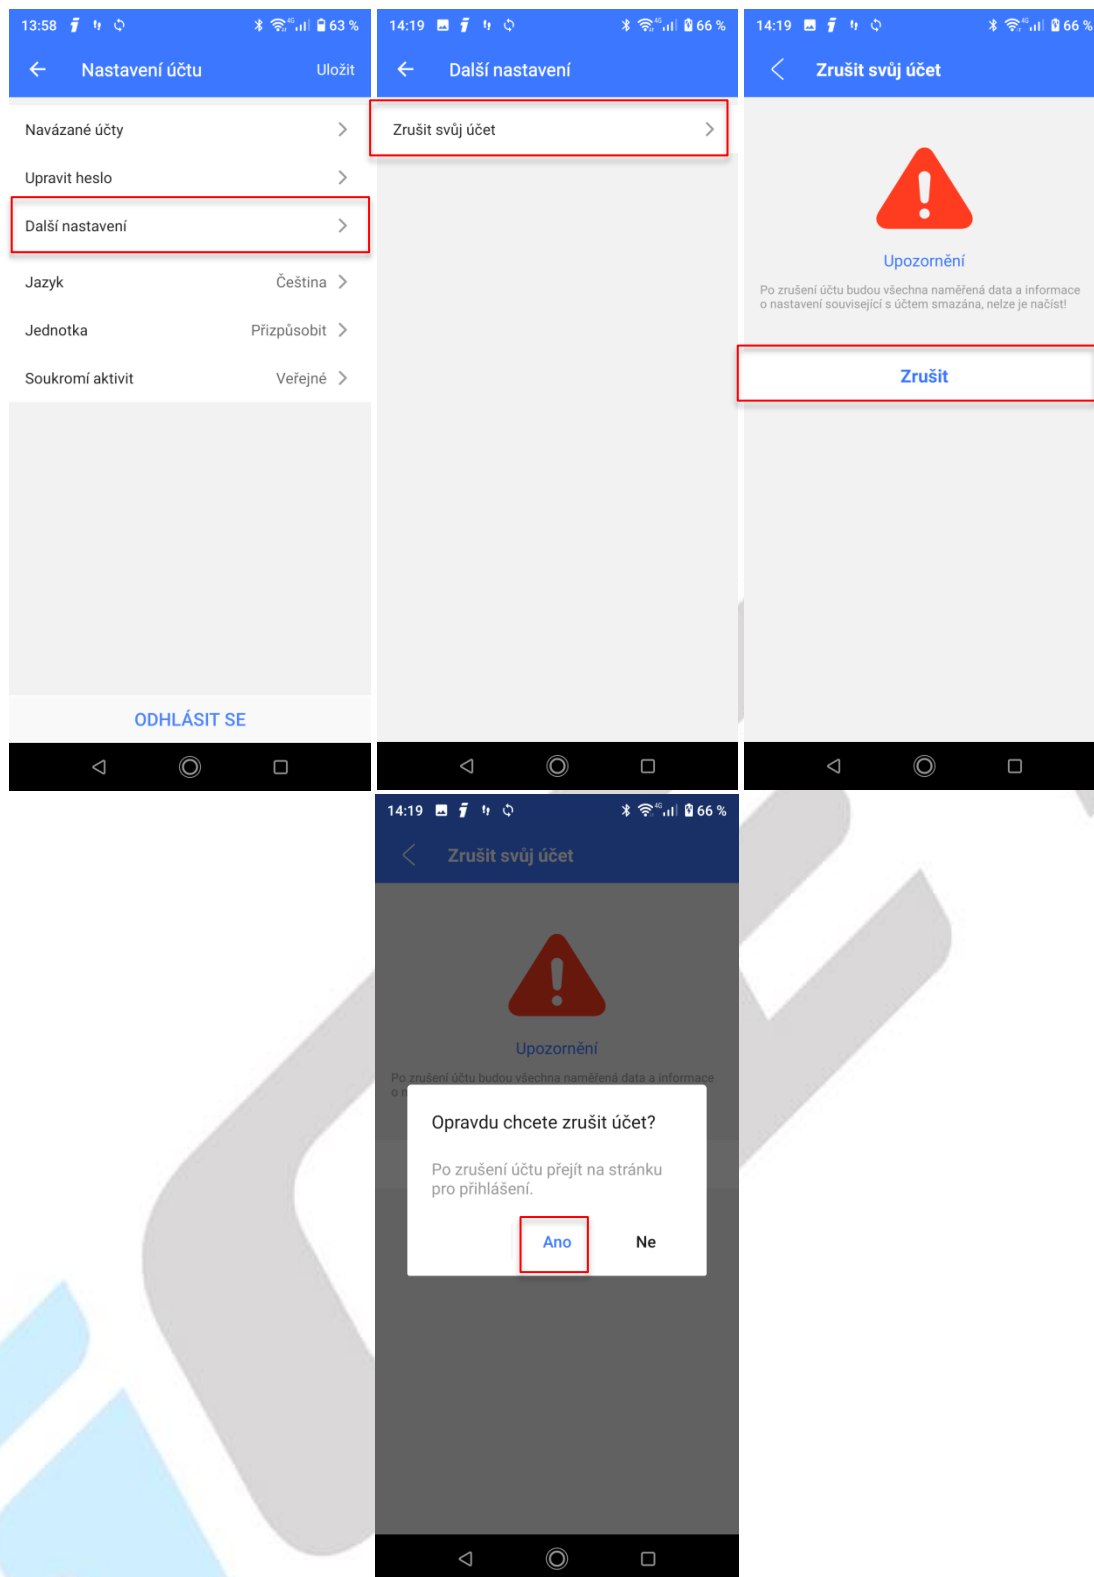 13:58
63 %
Nastavení účtu
Uložit
Navázané účty
Upravit heslo
Další nastavení
Jazyk
Čeština
Jednotka
Přizpůsobit
Soukromí aktivit
Veřejné
ODHLÁSIT SE
14:19
4G
66 %
Další nastavení
Zrušit svůj účet
14:19
4G
66 %
Zrušit svůj účet
Upozornění
Po zrušení účtu budou všechna naměřená data a informace
o nastavení související s účtem smazána, nelze je načíst!
Zrušit
14:19
4G
66 %
Zrušit svůj účet
Upozornění
Po zrušení účtu budou všechna naměřená data a informace
Opravdu chcete zrušit účet?
Po zrušení účtu přejít na stránku
pro přihlášení.
Ano
Ne